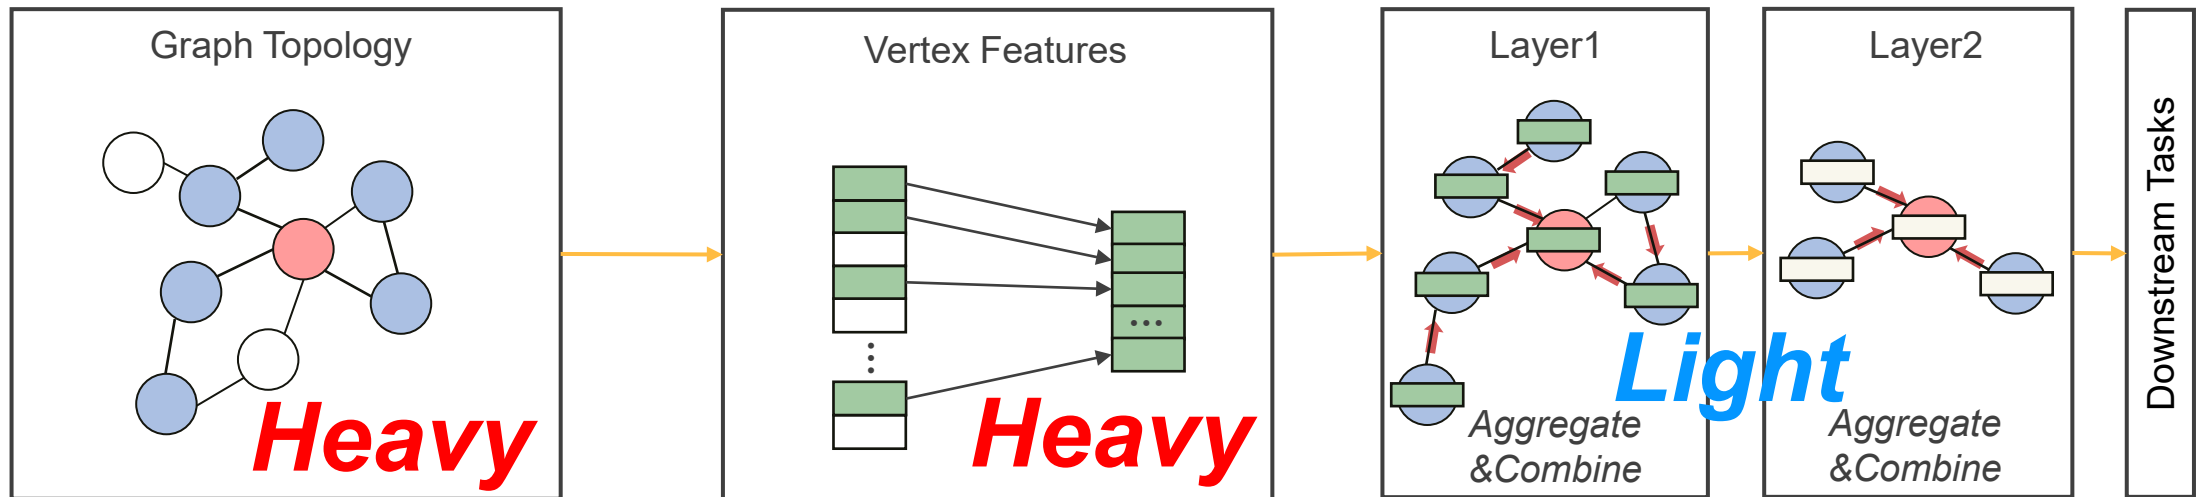 Graph Topology
Heavy
Vertex Features
...
Heavy
Layer1
Aggregate
&Combine
Light
Layer2
Aggregate
&Combine
Downstream Tasks